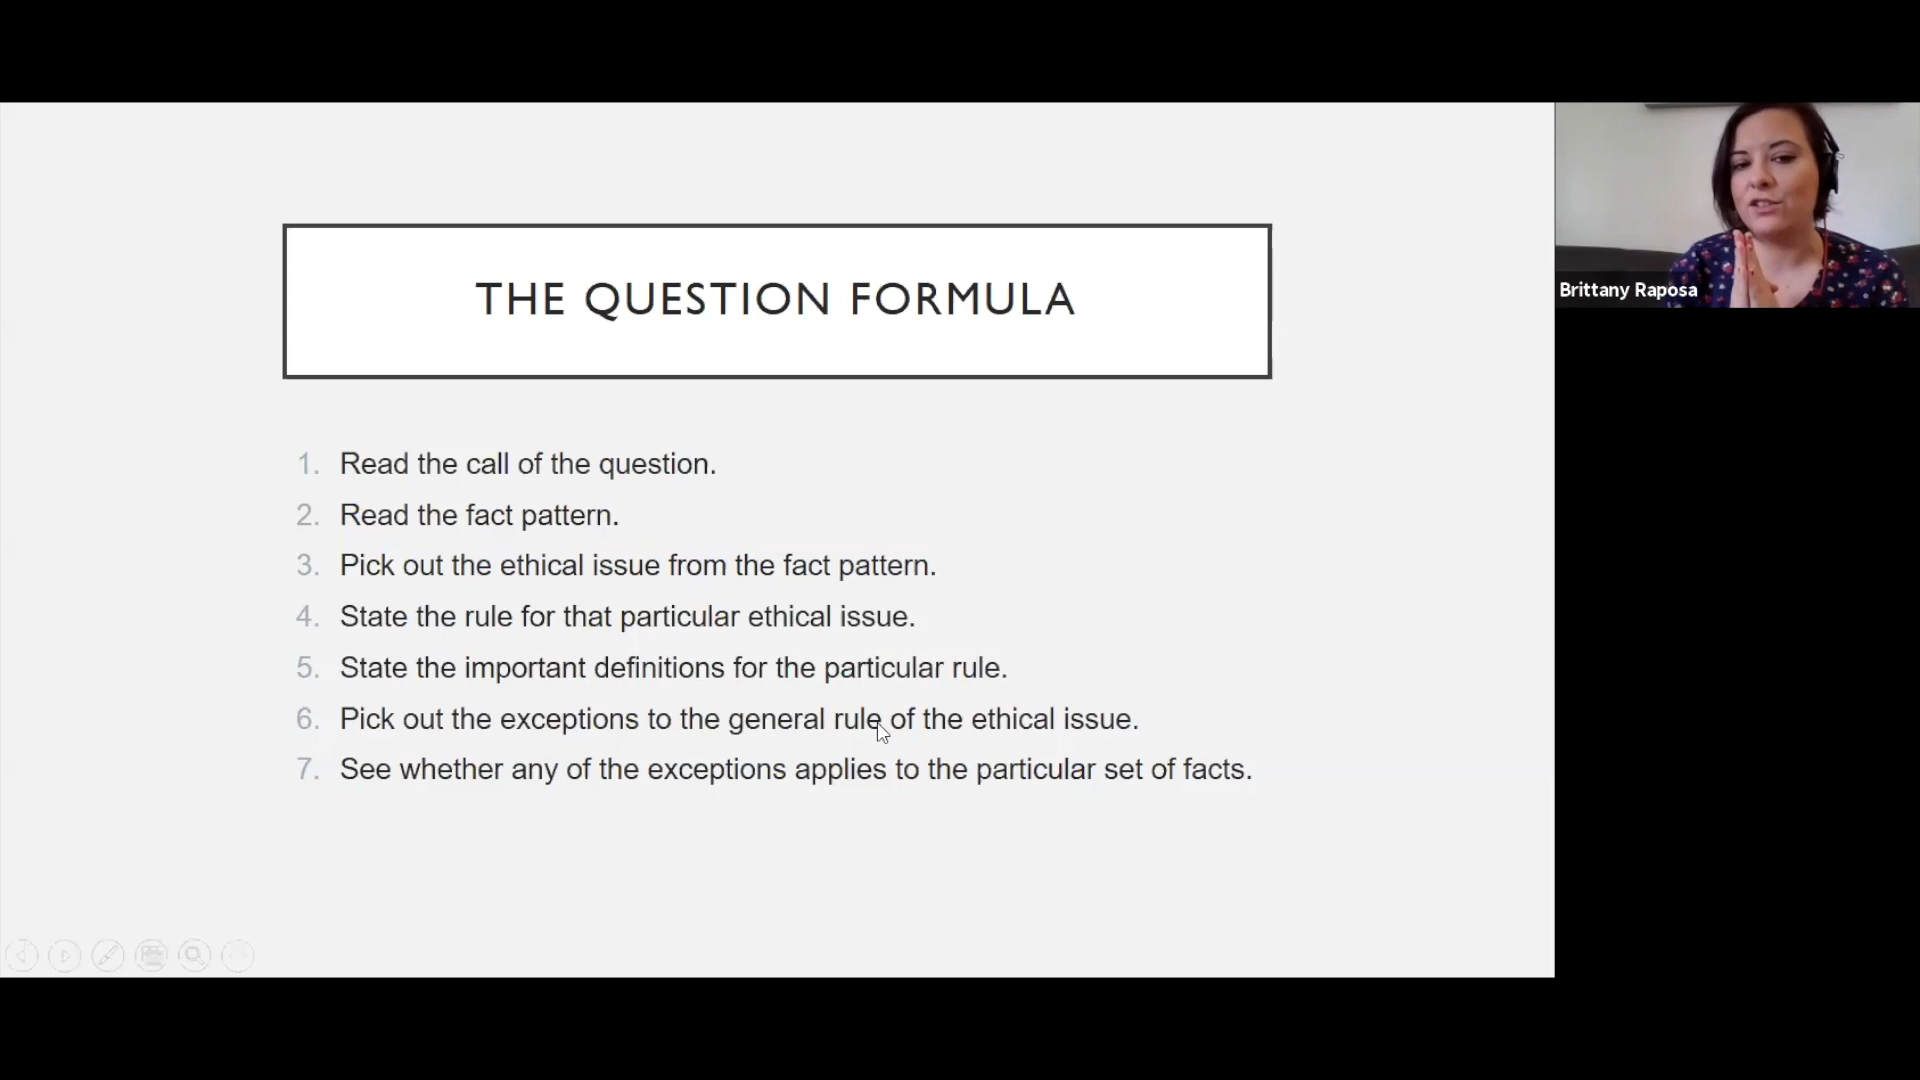 THE QUESTION FORMULA
1. Read the call of the question.
2. Read the fact pattern.
3. Pick out the ethical issue from the fact pattern.
4. State the rule for that particular ethical issue.
5. State the important definitions for the particular rule.
6. Pick out the exceptions to the general rule of the ethical issue.
7. See whether any of the exceptions applies to the particular set of facts.
Brittany Raposa